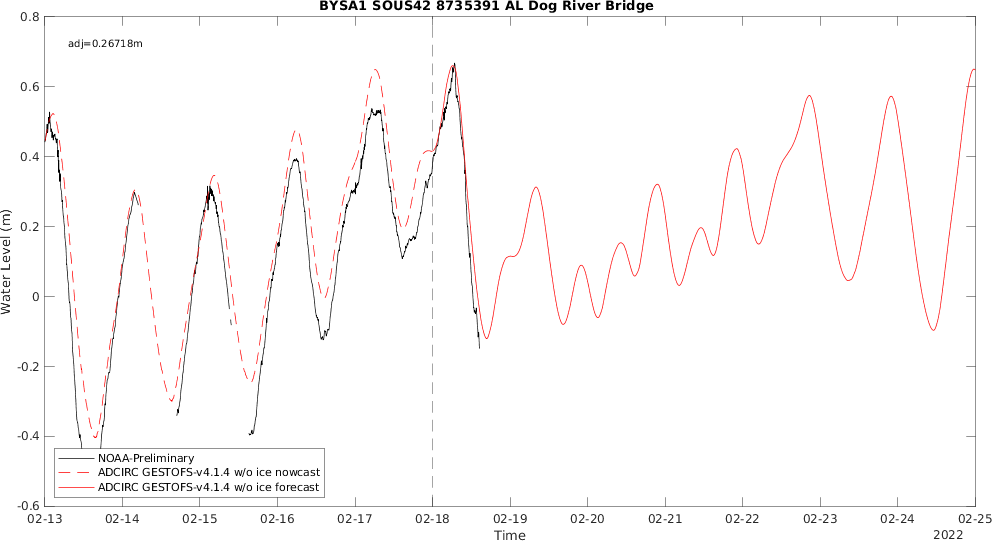 BYSA1 SOUS42 8735391 AL Dog River Bridge
adj=0.26718m
0.8
0.6
0.4
0.2
0
-0.2
-0.4
-0.6
Water Level (m)
NOAA-Preliminary
ADCIRC GESTOFS-v4.1.4 w/o ice nowcast
ADCIRC GESTOFS-v4.1.4 w/o ice forecast
02-13 02-14 02-15 02-16 02-17 02-18 02-19 02-20 02-21 02-22 02-23 02-24 02-25
Time
2022